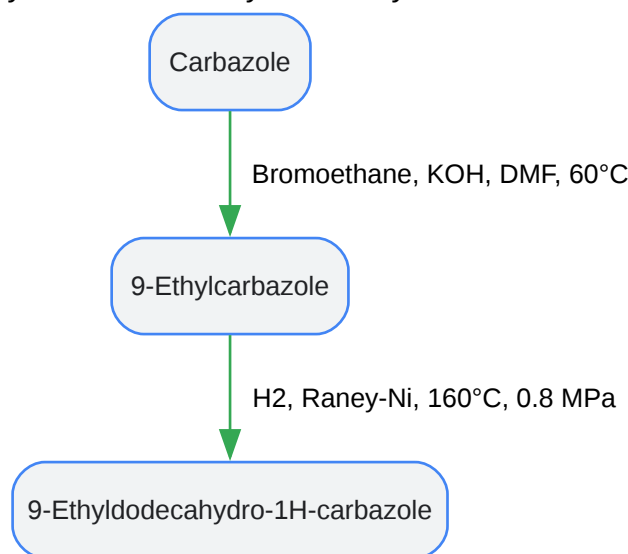 Carbazole
Bromoethane, KOH, DMF, 60°C
9-Ethylcarbazole
H2, Raney-Ni, 160°C, 0.8 MPa
9-Ethyldodecahydro-1H-carbazole